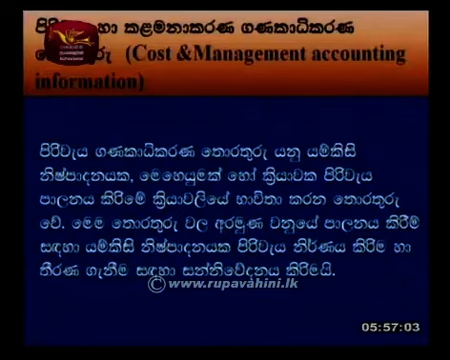 පිරිවැය හා කළමනාකරණ ගණකාධිකරණ
තොරතුරු (Cost &Management accounting
information)
පිරිවැය ගණකාධිකරණ තොරතුරු යනු යම්කිසි
නිෂ්පාදනයක, මෙහෙයුමක් හෝ ක්‍රියාවක පිරිවැය
පාලනය කිරීමේ ක්‍රියාවලියේ භාවිතා කරන තොරතුරු
වේ. මෙම තොරතුරු වල අරමුණ වනුයේ පාලනය කිරීම්
සඳහා යම්කිසි නිෂ්පාදනයක පිරිවැය නිර්ණය කිරීම හා
තීරණ ගැනීම සඳහා සන්නිවේදනය කිරීමයි.
© www.rupavahini.lk
05:57:03